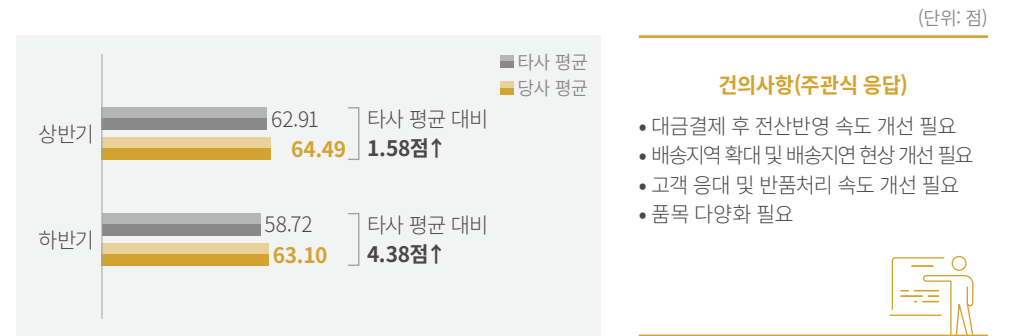 (단위: 점)
타사 평균
당사 평균
상반기
62.91
64.49
타사 평균 대비
1.58점↑
하반기
58.72
63.10
타사 평균 대비
4.38점↑
건의사항(주관식 응답)
• 대금결제 후 전산반영 속도 개선 필요
• 배송지역 확대 및 배송지연 현상 개선 필요
• 고객 응대 및 반품처리 속도 개선 필요
• 품목 다양화 필요